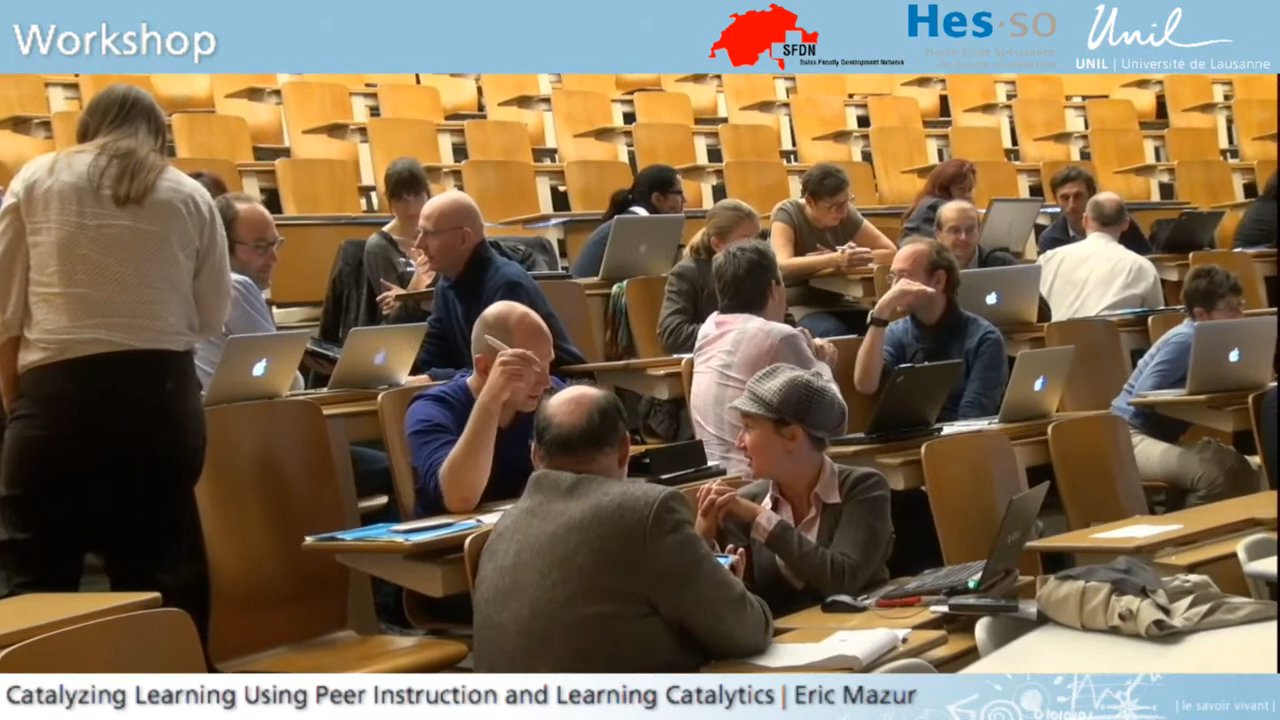 Workshop
SFDN
Swiss Faculty Development Network
Hes·so
Unil
UNIL | Université de Lausanne
Catalyzing Learning Using Peer Instruction and Learning Catalytics | Eric Mazur
| le savoir vivant |